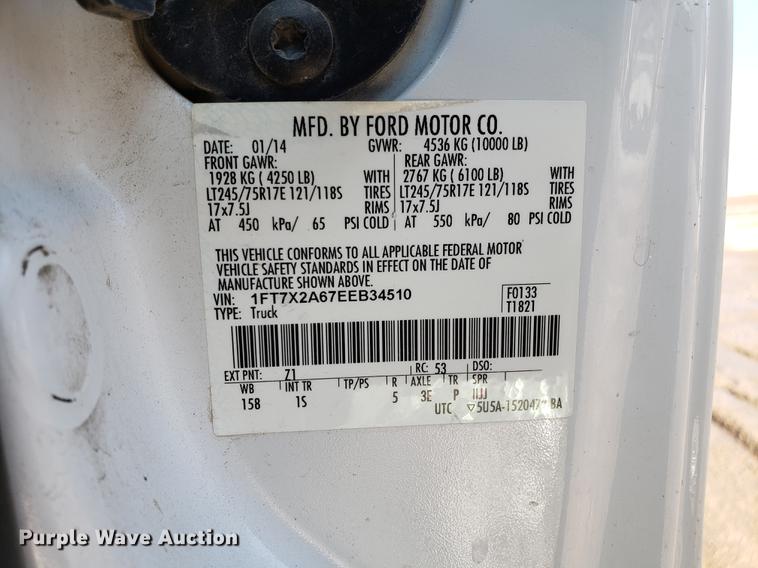 MFD. BY FORD MOTOR CO.
DATE: 01/14 GVWR: 4536 KG (10000 LB)
FRONT GAWR: REAR GAWR:
1928 KG ( 4250 LB) WITH 2767 KG ( 6100 LB) WITH
LT245/75R17E 121/118S TIRES LT245/75R17E 121/118S TIRES
17x7.5J RIMS 17x7.5J RIMS
AT 450 kPa/ 65 PSI COLD AT 550 kPa/ 80 PSI COLD
THIS VEHICLE CONFORMS TO ALL APPLICABLE FEDERAL MOTOR
VEHICLE SAFETY STANDARDS IN EFFECT ON THE DATE OF
MANUFACTURE SHOWN ABOVE.
VIN: 1FT7X2A67EEB34510 F0133
TYPE: Truck T1821
EXT PNT: Z1 RC: 53 DSO:
WB INT TR TP/PS R AXLE TR SPR
158 1S 5 3E P IIJJ
UTC ▽5U5A-1520472 BA
Purple Wave Auction